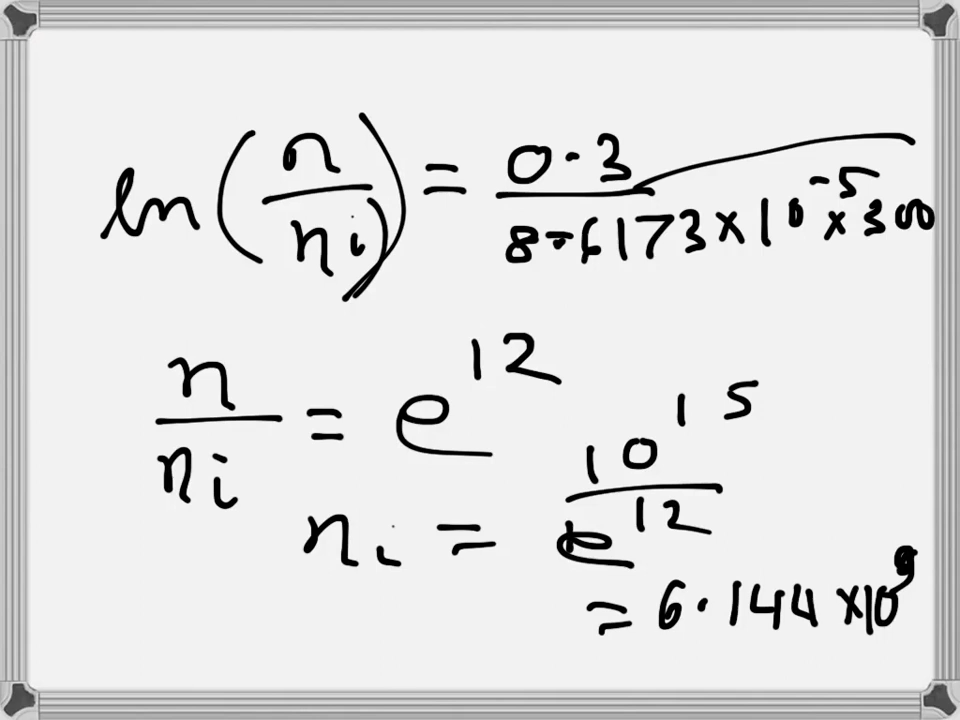 ln(n/ni) = 0.3/8.6173×10^-5×300
n/ni = e^12
ni = 10^15/e^12
= 6.144×10^9